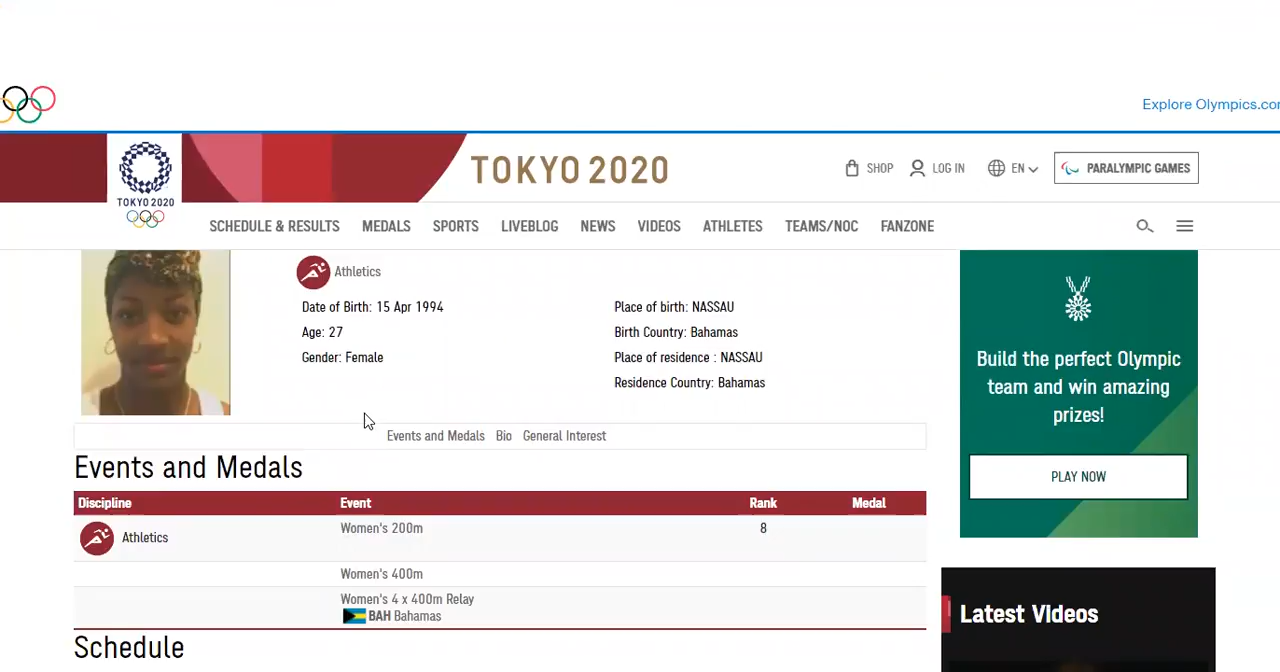 Explore Olympics.co
TOKYO 2020
TOKYO 2020
SHOP
LOG IN
EN
PARALYMPIC GAMES
SCHEDULE & RESULTS
MEDALS
SPORTS
LIVEBLOG
NEWS
VIDEOS
ATHLETES
TEAMS/NOC
FANZONE
Athletics
Date of Birth: 15 Apr 1994
Age: 27
Gender: Female
Place of birth: NASSAU
Birth Country: Bahamas
Place of residence : NASSAU
Residence Country: Bahamas
Build the perfect Olympic
team and win amazing
prizes!
PLAY NOW
Events and Medals Bio General Interest
Events and Medals
Discipline Event Rank Medal
Athletics Women's 200m 8
Women's 400m
Women's 4 x 400m Relay
BAH Bahamas
Schedule
Latest Videos